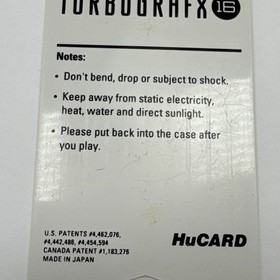 TURBOGRAFX 16
Notes:
• Don't bend, drop or subject to shock.
• Keep away from static electricity,
heat, water and direct sunlight.
• Please put back into the case after
you play.
U.S. PATENTS #4,462,076,
#4,442,486, #4,454,594
CANADA PATENT #1,183,276
MADE IN JAPAN
HuCARD